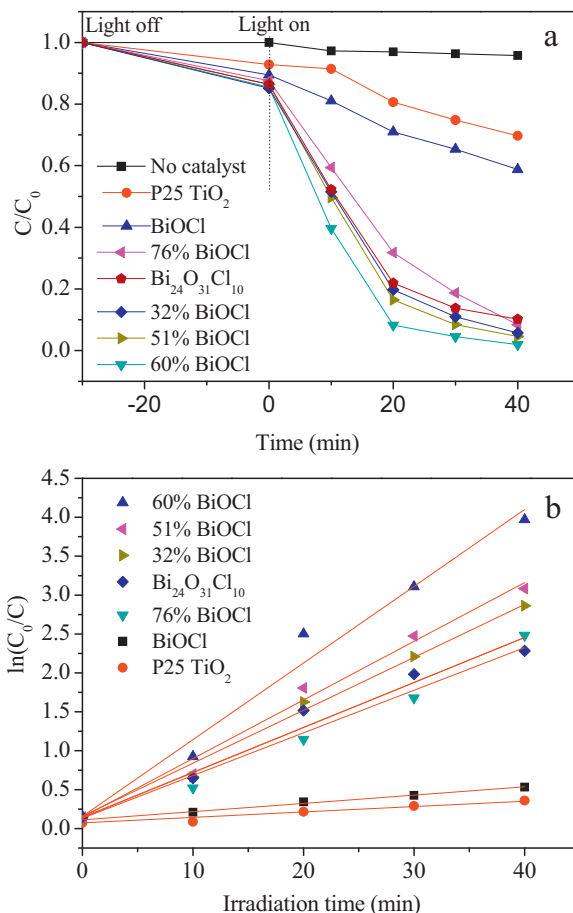 Light off Light on
a
1.0
0.8
0.6
0.4
0.2
0.0
C/C₀
No catalyst
P25 TiO₂
BiOCl
76% BiOCl
Bi₂₄O₃₁Cl₁₀
32% BiOCl
51% BiOCl
60% BiOCl
-20 0 20 40
Time (min)
b
4.5
4.0
3.5
3.0
2.5
2.0
1.5
1.0
0.5
0.0
ln(C₀/C)
60% BiOCl
51% BiOCl
32% BiOCl
Bi₂₄O₃₁Cl₁₀
76% BiOCl
BiOCl
P25 TiO₂
0 10 20 30 40
Irradiation time (min)